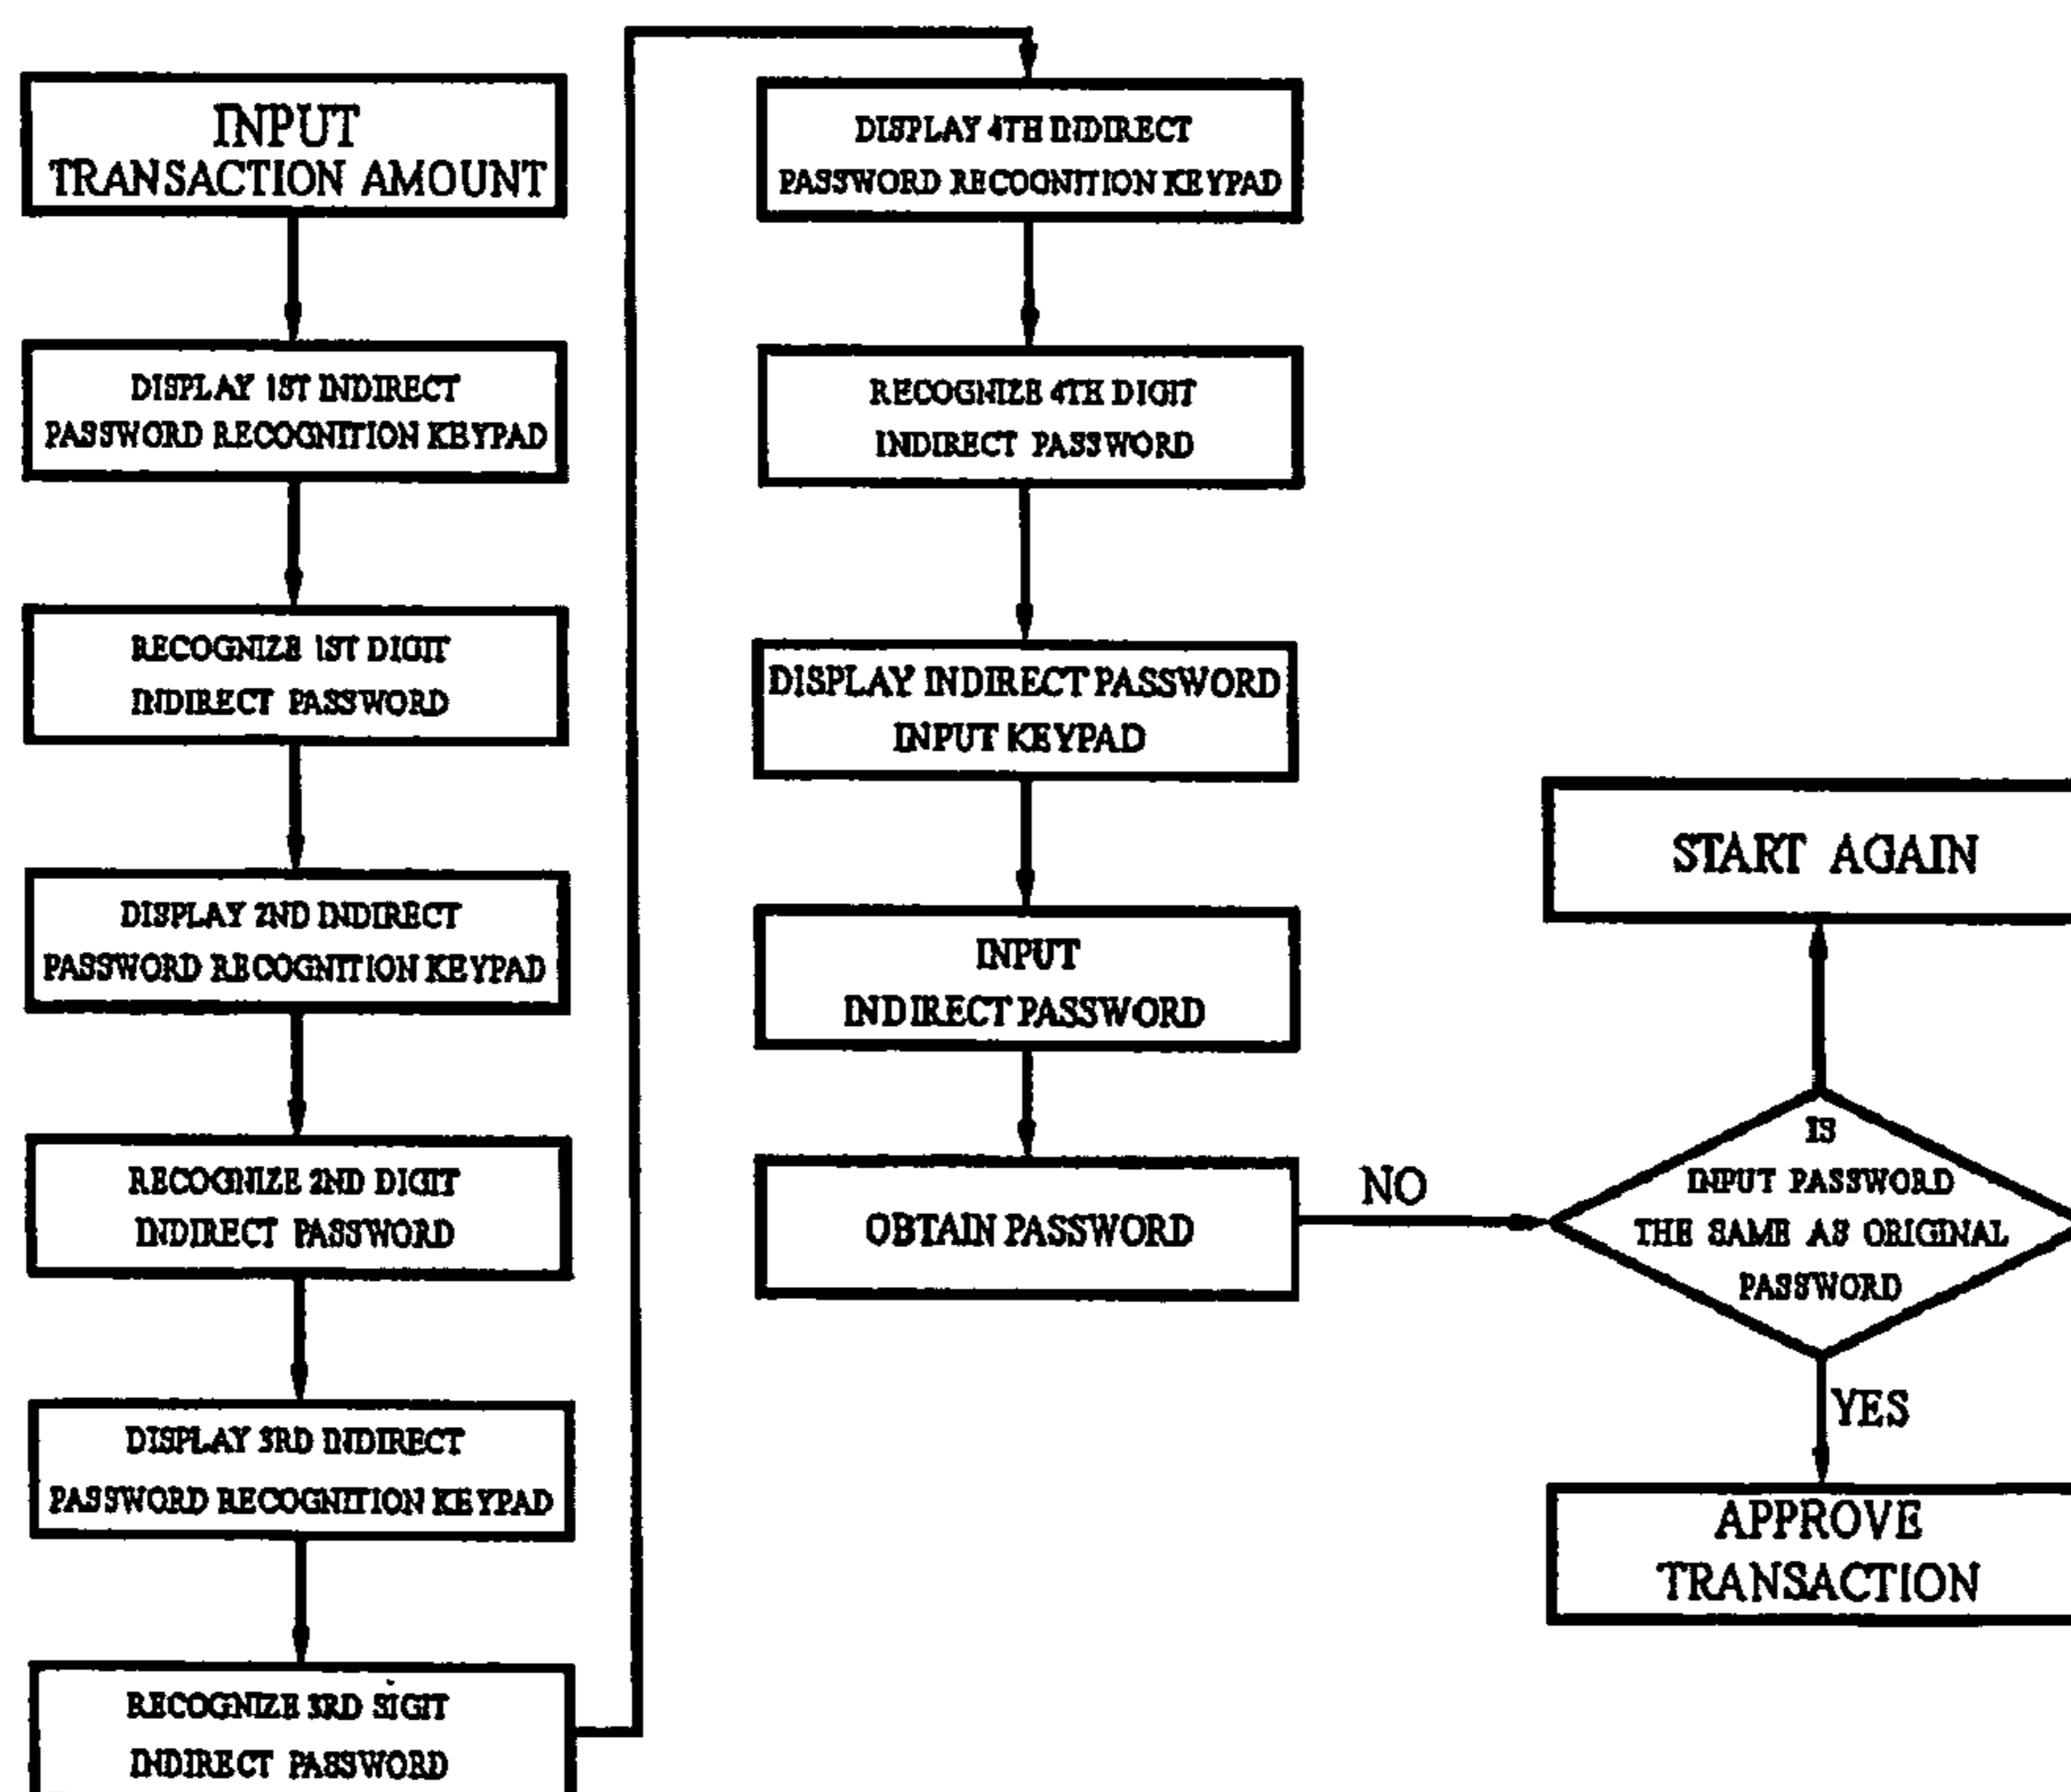 INPUT
TRANSACTION AMOUNT
DISPLAY 1ST INDIRECT
PASSWORD RECOGNITION KEYPAD
RECOGNIZE 1ST DIGIT
INDIRECT PASSWORD
DISPLAY 2ND INDIRECT
PASSWORD RECOGNITION KEYPAD
RECOGNIZE 2ND DIGIT
INDIRECT PASSWORD
DISPLAY 3RD INDIRECT
PASSWORD RECOGNITION KEYPAD
RECOGNIZE 3RD SIGIT
INDIRECT PASSWORD
DISPLAY 4TH INDIRECT
PASSWORD RECOGNITION KEYPAD
RECOGNIZE 4TH DIGIT
INDIRECT PASSWORD
DISPLAY INDIRECT PASSWORD
INPUT KEYPAD
INPUT
INDIRECT PASSWORD
OBTAIN PASSWORD
NO
START AGAIN
IS
INPUT PASSWORD
THE SAME AS ORIGINAL
PASSWORD
YES
APPROVE
TRANSACTION